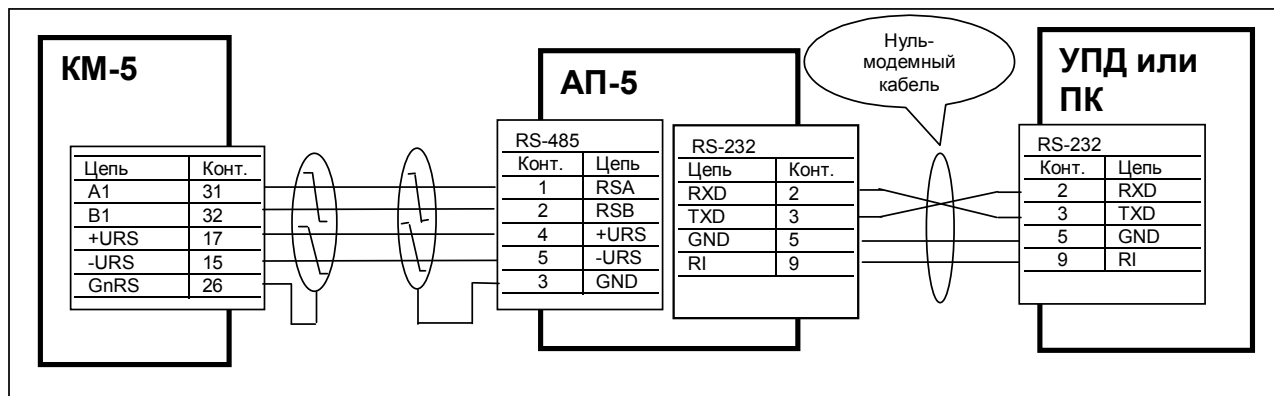 КМ-5
Цепь Конт.
A1 31
B1 32
+URS 17
-URS 15
GnRS 26
АП-5
RS-485
Конт. Цепь
1 RSA
2 RSB
4 +URS
5 -URS
3 GND
RS-232
Цепь Конт.
RXD 2
TXD 3
GND 5
RI 9
Нуль-
модемный
кабель
УПД или
ПК
RS-232
Конт. Цепь
2 RXD
3 TXD
5 GND
9 RI